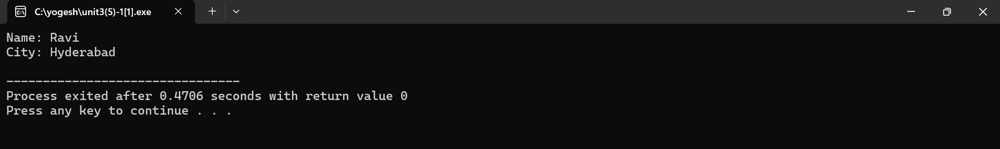 C:\yogesh\unit3(5)-1[1].exe
Name: Ravi
City: Hyderabad
--------------------------------
Process exited after 0.4706 seconds with return value 0
Press any key to continue . . .